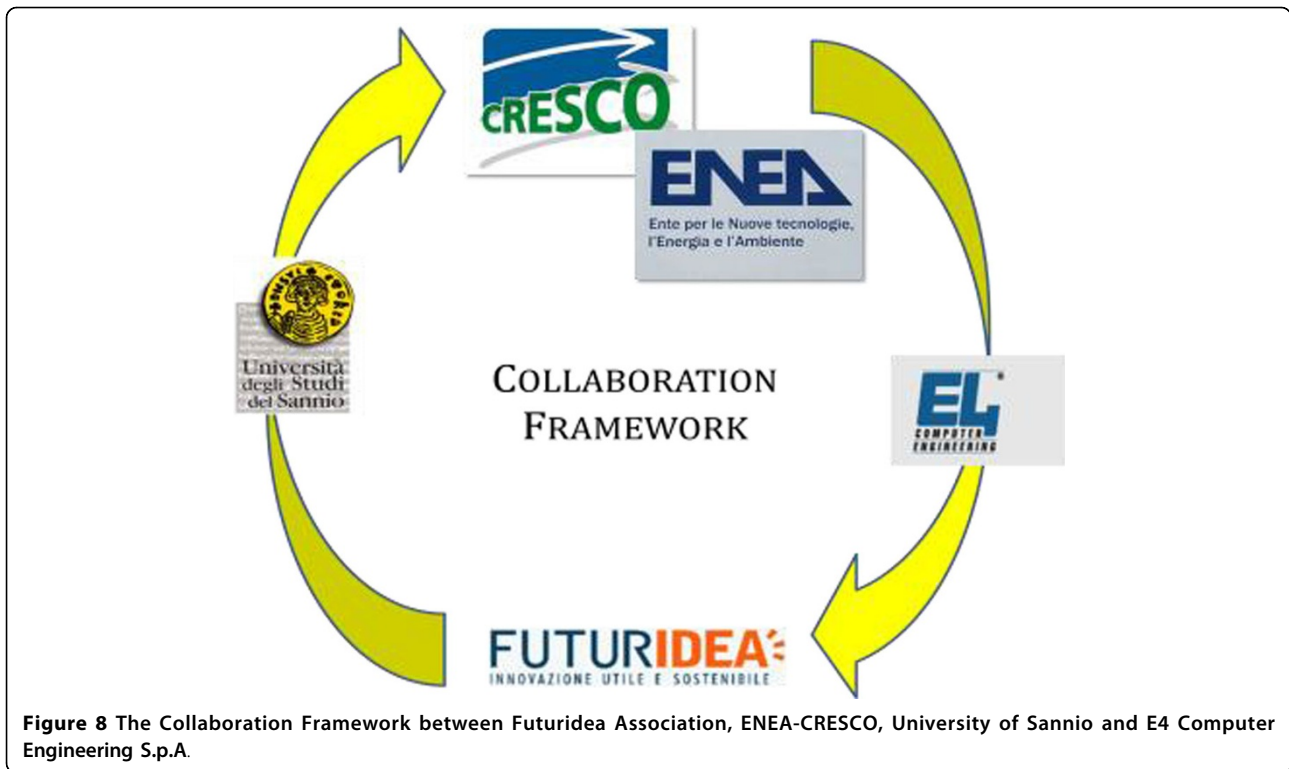 CRESCO
ENEA
Ente per le Nuove tecnologie,
l'Energia e l'Ambiente
Università
degli Studi
del Sannio
COLLABORATION
FRAMEWORK
E4
COMPUTER
ENGINEERING
FUTURIDEA
INNOVAZIONE UTILE E SOSTENIBILE
Figure 8 The Collaboration Framework between Futuridea Association, ENEA-CRESCO, University of Sannio and E4 Computer
Engineering S.p.A.